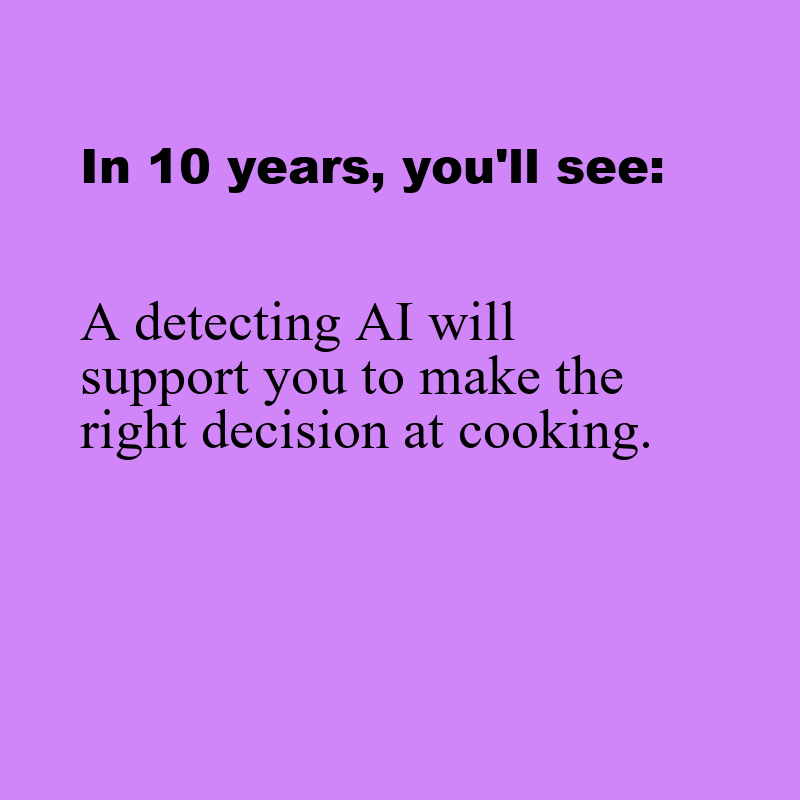 In 10 years, you'll see:
A detecting AI will
support you to make the
right decision at cooking.